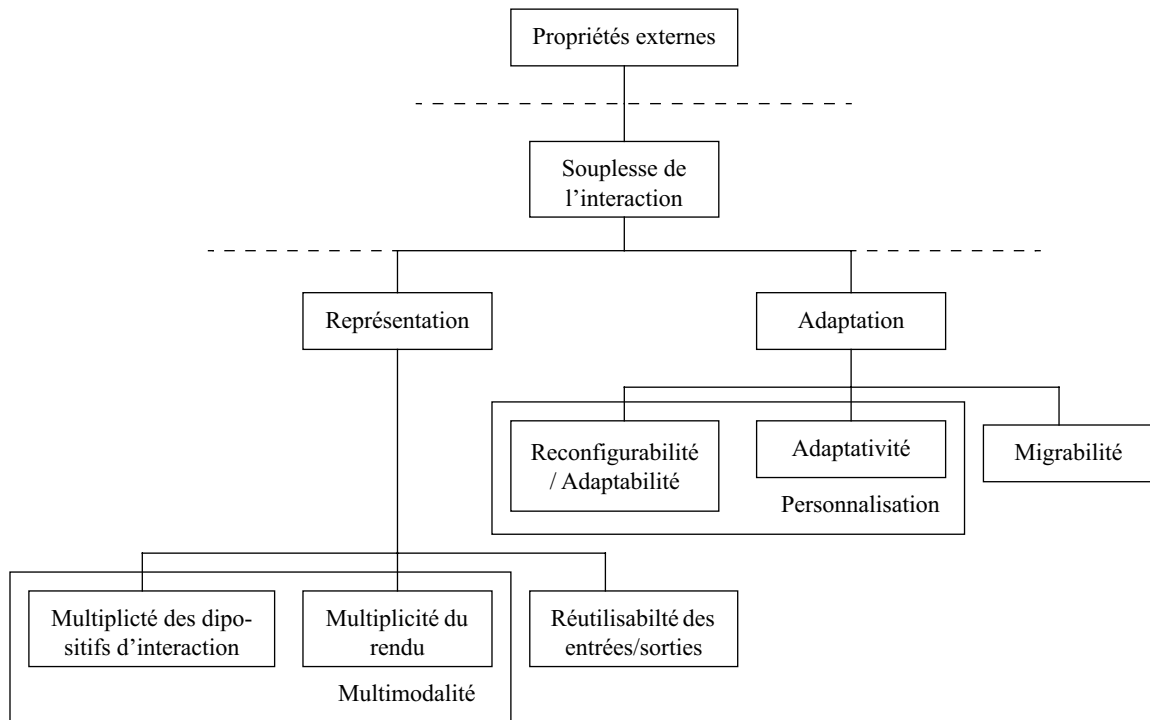 Propriétés externes
Souplesse de
l’interaction
Représentation
Adaptation
Reconfigurabilité
/ Adaptabilité
Adaptativité
Migrabilité
Personnalisation
Multiplicté des dipo-
sitifs d’interaction
Multiplicité du
rendu
Réutilisabilté des
entrées/sorties
Multimodalité